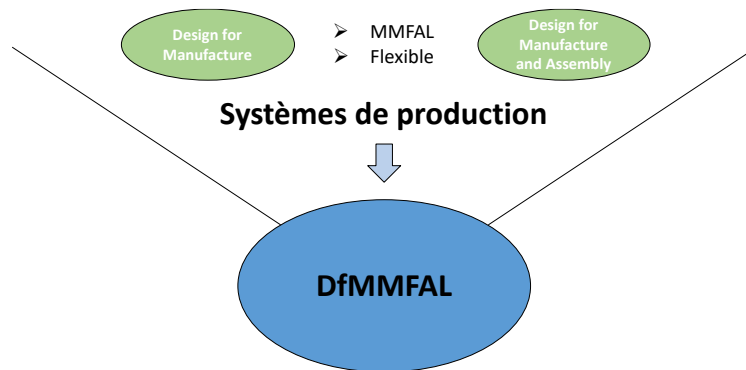 Design for
Manufacture
➢ MMFAL
➢ Flexible
Design for
Manufacture
and Assembly
Systèmes de production
DfMMFAL